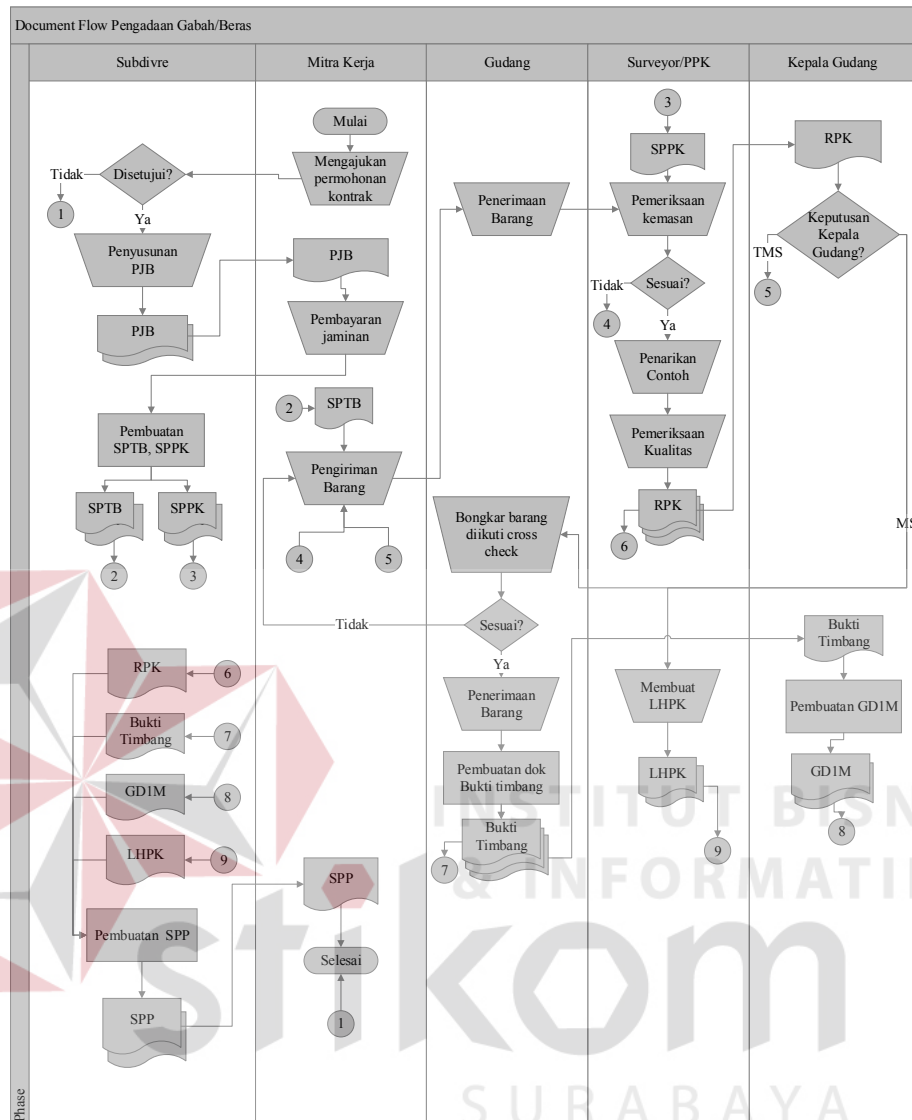 Document Flow Pengadaan Gabah/Beras
Subdivre
Mitra Kerja
Gudang
Surveyor/PPK
Kepala Gudang
Phase
Mulai
Mengajukan
permohonan
kontrak
Disetujui?
Tidak
1
Ya
Penyusunan
PJB
PJB
PJB
Pembayaran
jaminan
Pembuatan
SPTB, SPPK
SPTB
SPPK
2
3
2
SPTB
Pengiriman
Barang
4
5
Penerimaan
Barang
3
SPPK
Pemeriksaan
kemasan
Sesuai?
Tidak
4
Ya
Penarikan
Contoh
Pemeriksaan
Kualitas
RPK
6
RPK
Keputusan
Kepala
Gudang?
TMS
5
MS
Bongkar barang
diikuti cross
check
Sesuai?
Tidak
Ya
Penerimaan
Barang
Pembuatan dok
Bukti timbang
Bukti
Timbang
7
Membuat
LHPK
LHPK
9
Bukti
Timbang
Pembuatan GD1M
GD1M
8
RPK
6
Bukti
Timbang
7
GD1M
8
LHPK
9
Pembuatan SPP
SPP
SPP
Selesai
1
INSTITUT BISN
& INFORMATI
stikom
SURABAYA